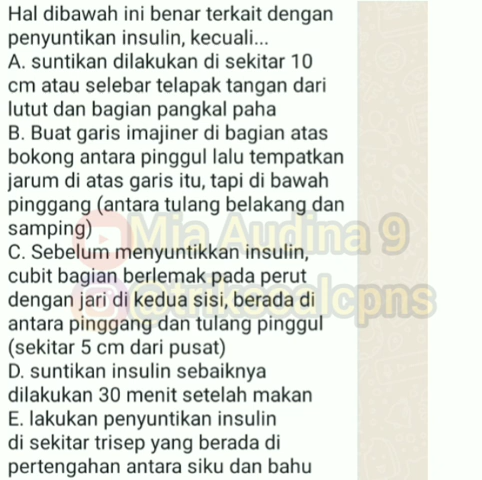 Hal dibawah ini benar terkait dengan
penyuntikan insulin, kecuali...
A. suntikan dilakukan di sekitar 10
cm atau selebar telapak tangan dari
lutut dan bagian pangkal paha
B. Buat garis imajiner di bagian atas
bokong antara pinggul lalu tempatkan
jarum di atas garis itu, tapi di bawah
pinggang (antara tulang belakang dan
samping)
Mia Audina 9
C. Sebelum menyuntikkan insulin,
cubit bagian berlemak pada perut
dengan jari di kedua sisi, berada di
@triksoalcpns
antara pinggang dan tulang pinggul
(sekitar 5 cm dari pusat)
D. suntikan insulin sebaiknya
dilakukan 30 menit setelah makan
E. lakukan penyuntikan insulin
di sekitar trisep yang berada di
pertengahan antara siku dan bahu